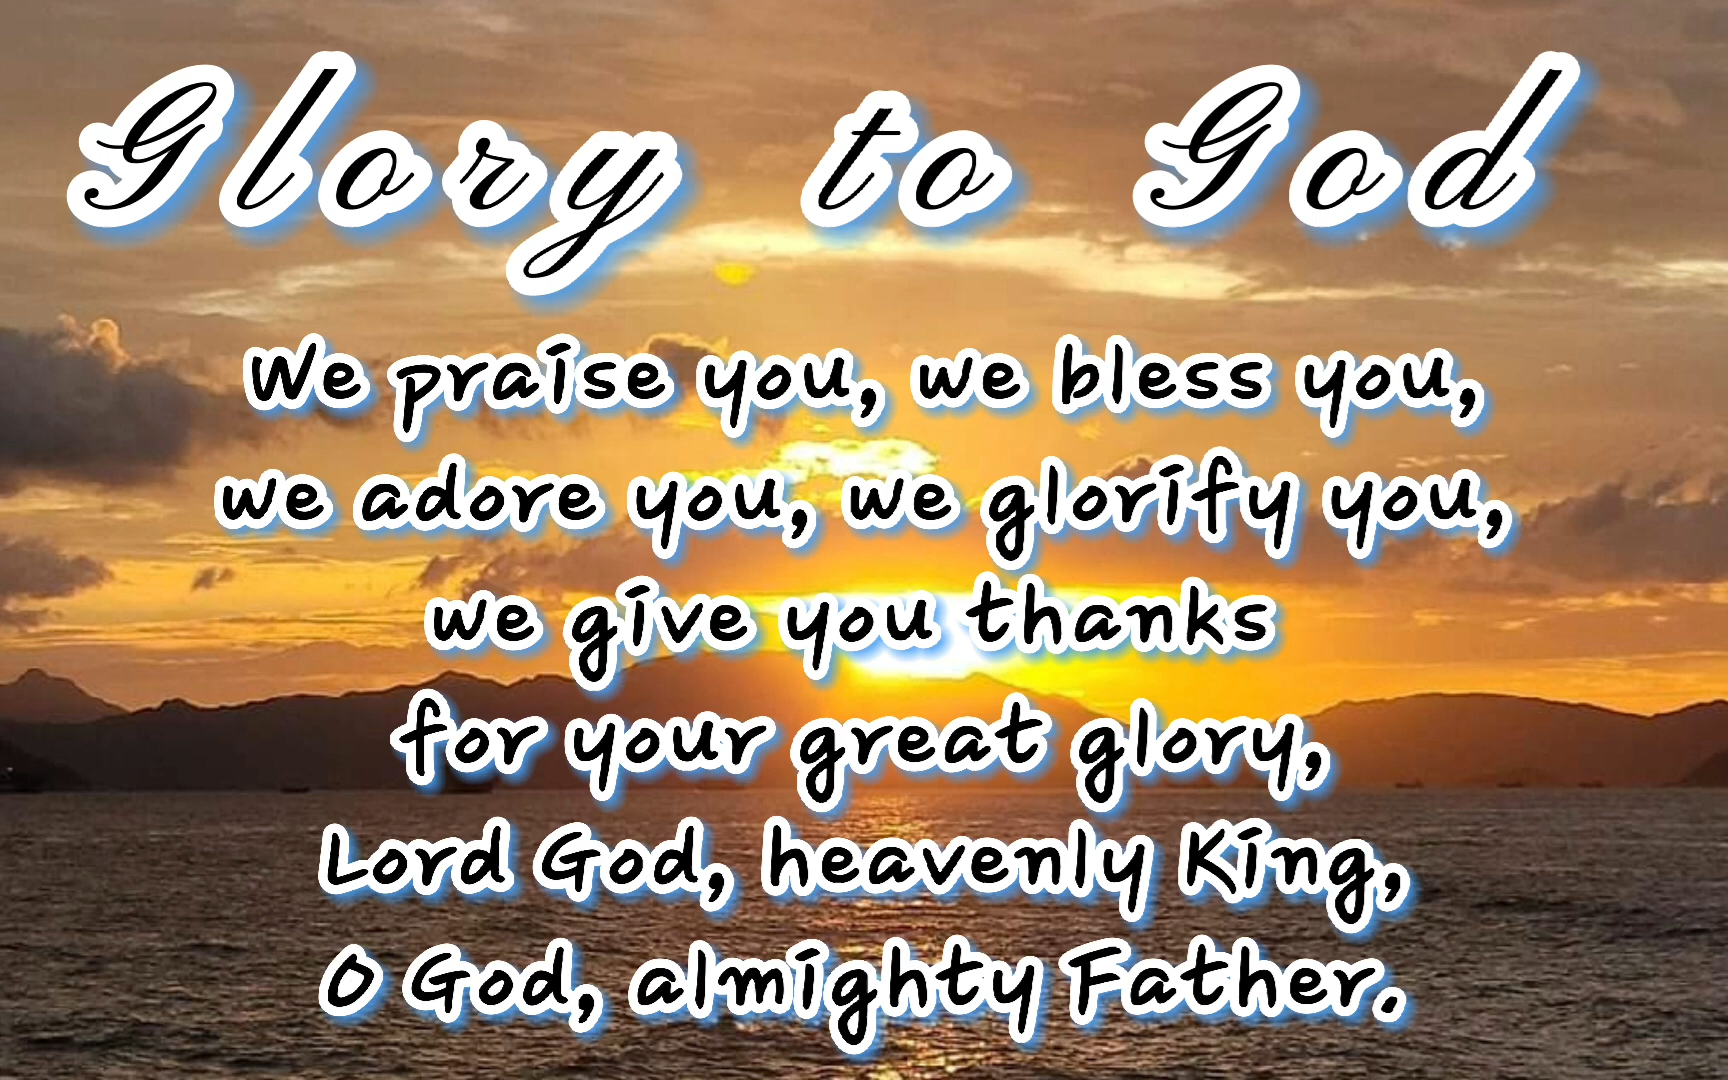 Glory to God
We praise you, we bless you,
we adore you, we glorify you,
we give you thanks
for your great glory,
Lord God, heavenly King,
O God, almighty Father.